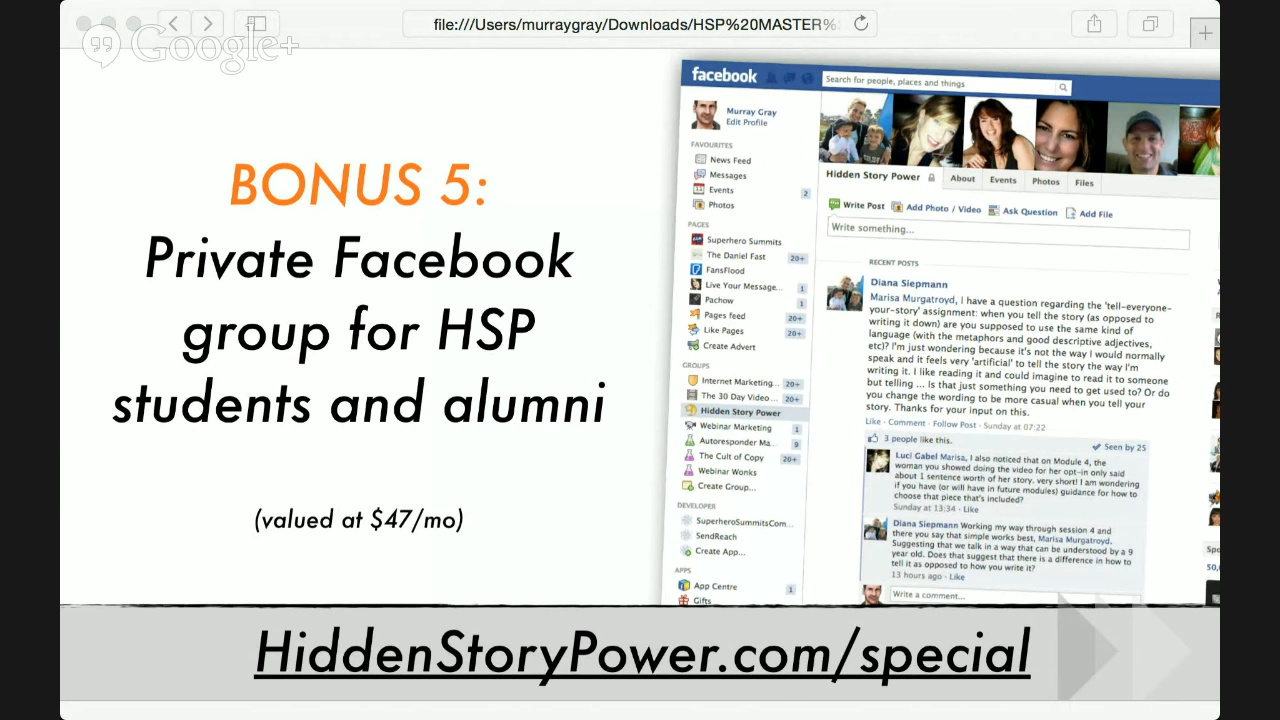 file:///Users/murraygray/Downloads/HSP%20MASTER%
Google+
BONUS 5:
Private Facebook
group for HSP
students and alumni
(valued at $47/mo)
facebook
Search for people, places and things
Murray Gray
Edit Profile
FAVOURITES
News Feed
Messages
Events 2
Photos
PAGES
Superhero Summits
The Daniel Fast 20+
FansFlood
Live Your Message... 1
Pachow 1
Pages feed 20+
Like Pages 20+
Create Advert
GROUPS
Internet Marketing... 20+
The 30 Day Video... 20+
Hidden Story Power
Webinar Marketing 1
Autoresponder Ma... 9
The Cult of Copy 20+
Webinar Wonks
Create Group...
DEVELOPER
SuperheroSummitsCom...
SendReach
Create App...
APPS
App Centre 1
Gifts
Hidden Story Power About Events Photos Files
Write Post Add Photo / Video Ask Question Add File
Write something...
RECENT POSTS
Diana Siepmann
Marisa Murgatroyd, I have a question regarding the 'tell-everyone-
your-story' assignment: when you tell the story (as opposed to
writing it down) are you supposed to use the same kind of
language (with the metaphors and good descriptive adjectives,
etc)? I'm just wondering because it's not the way I would normally
speak and it feels very 'artificial' to tell the story the way I'm
writing it. I like reading it and could imagine to read it to someone
but telling ... Is that just something you need to get used to? Or do
you change the wording to be more casual when you tell your
story. Thanks for your input on this.
Like · Comment · Follow Post · Sunday at 07:22
3 people like this. Seen by 25
Luci Gabel Marisa, I also noticed that on Module 4, the
woman you showed doing the video for her opt-in only said
about 1 sentence worth of her story. very short! I am wondering
if you have (or will have in future modules) guidance for how to
choose that piece that's included?
Sunday at 13:34 · Like
Diana Siepmann Working my way through session 4 and
there you say that simple works best, Marisa Murgatroyd.
Suggesting that we talk in a way that can be understood by a 9
year old. Does that suggest that there is a difference in how to
tell it as opposed to how you write it?
13 hours ago · Like
Write a comment...
HiddenStoryPower.com/special